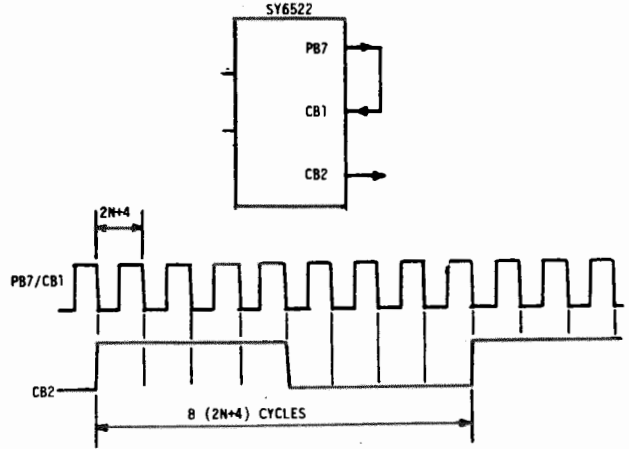 SY6522
PB7
CB1
CB2
2N+4
PB7/CB1
CB2
8 (2N+4) CYCLES